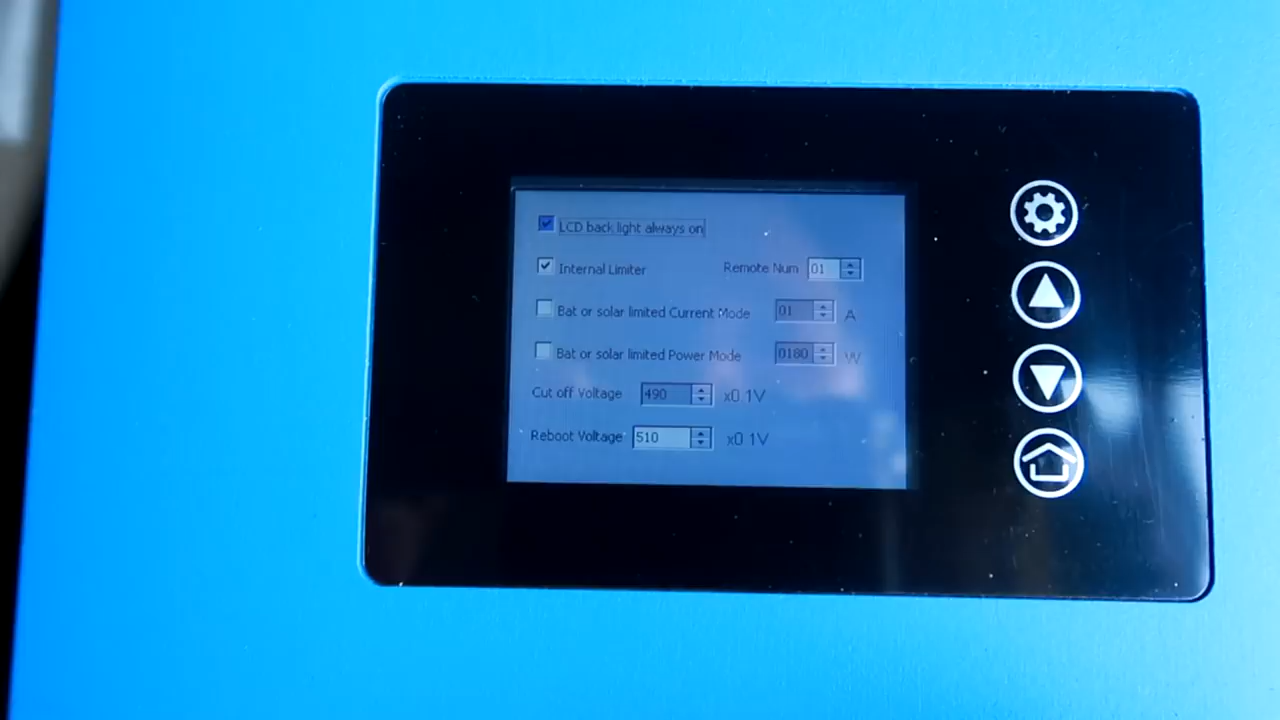 LCD back light always on
Internal Limiter Remote Num 01
Bat or solar limited Current Mode 01 A
Bat or solar limited Power Mode 0180 W
Cut off Voltage 490 x0.1V
Reboot Voltage 510 x0.1V